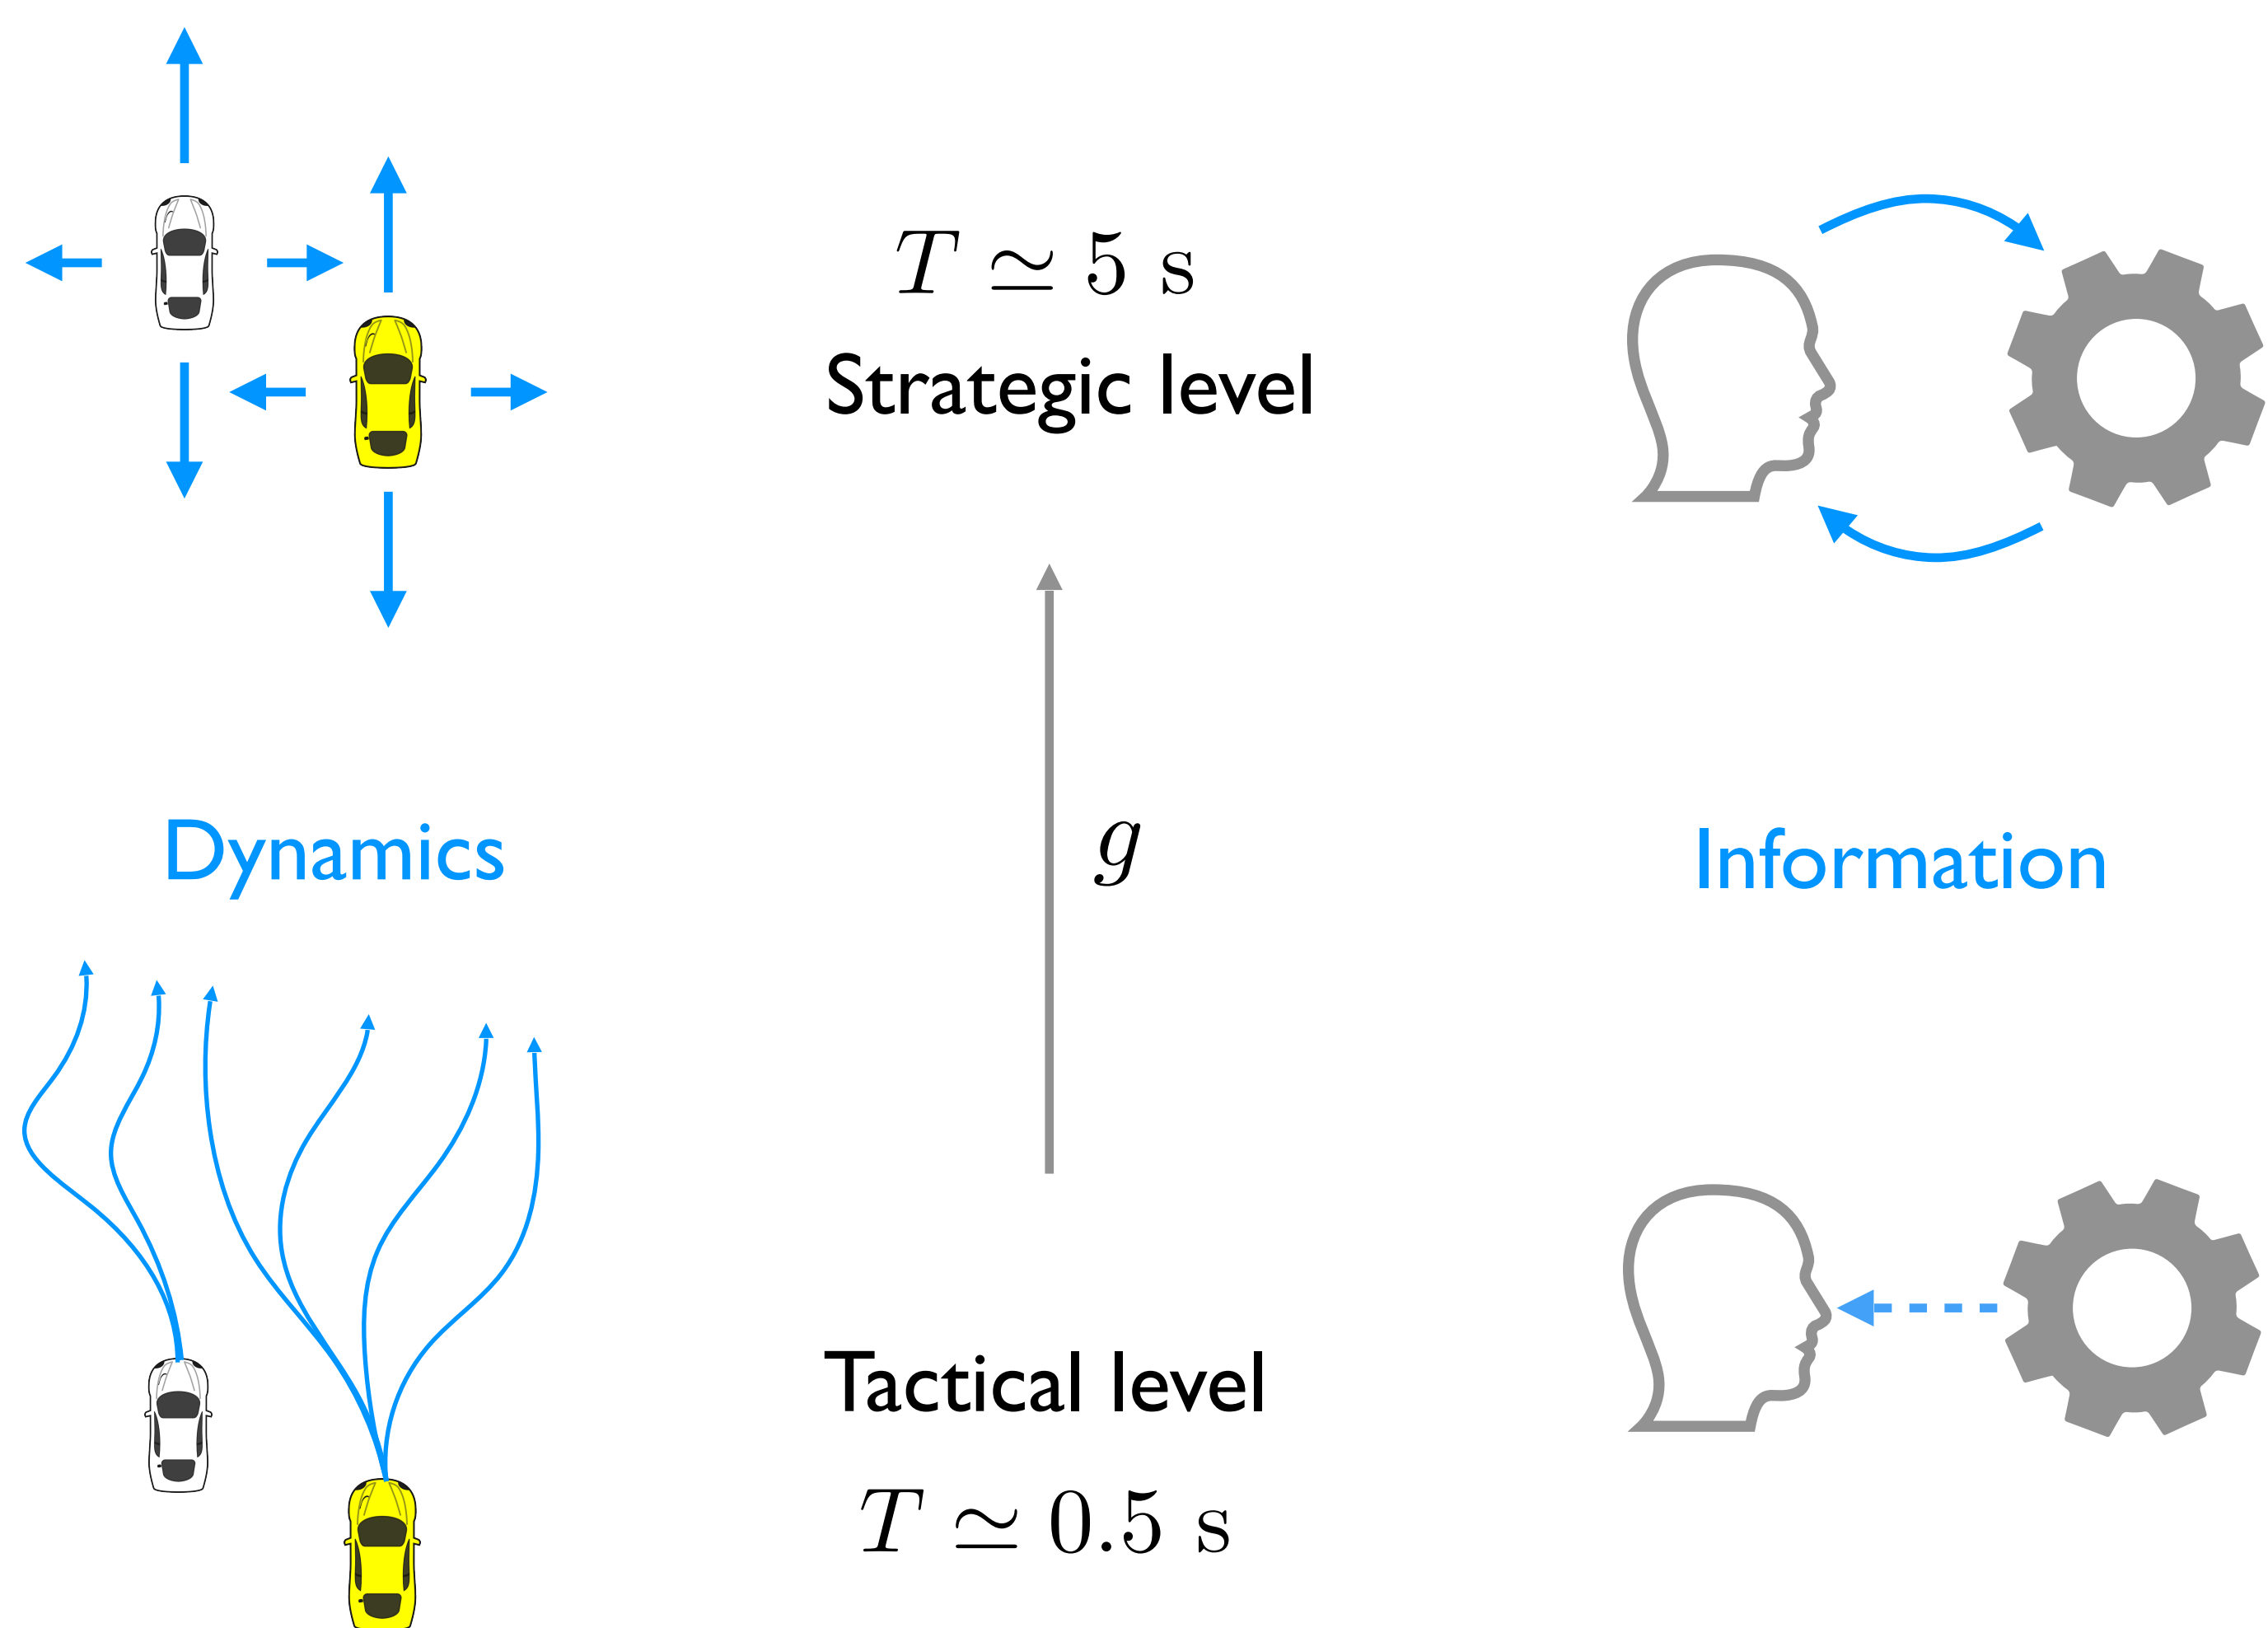 T ≃ 5 s
Strategic level
Dynamics
g
Information
Tactical level
T ≃ 0.5 s